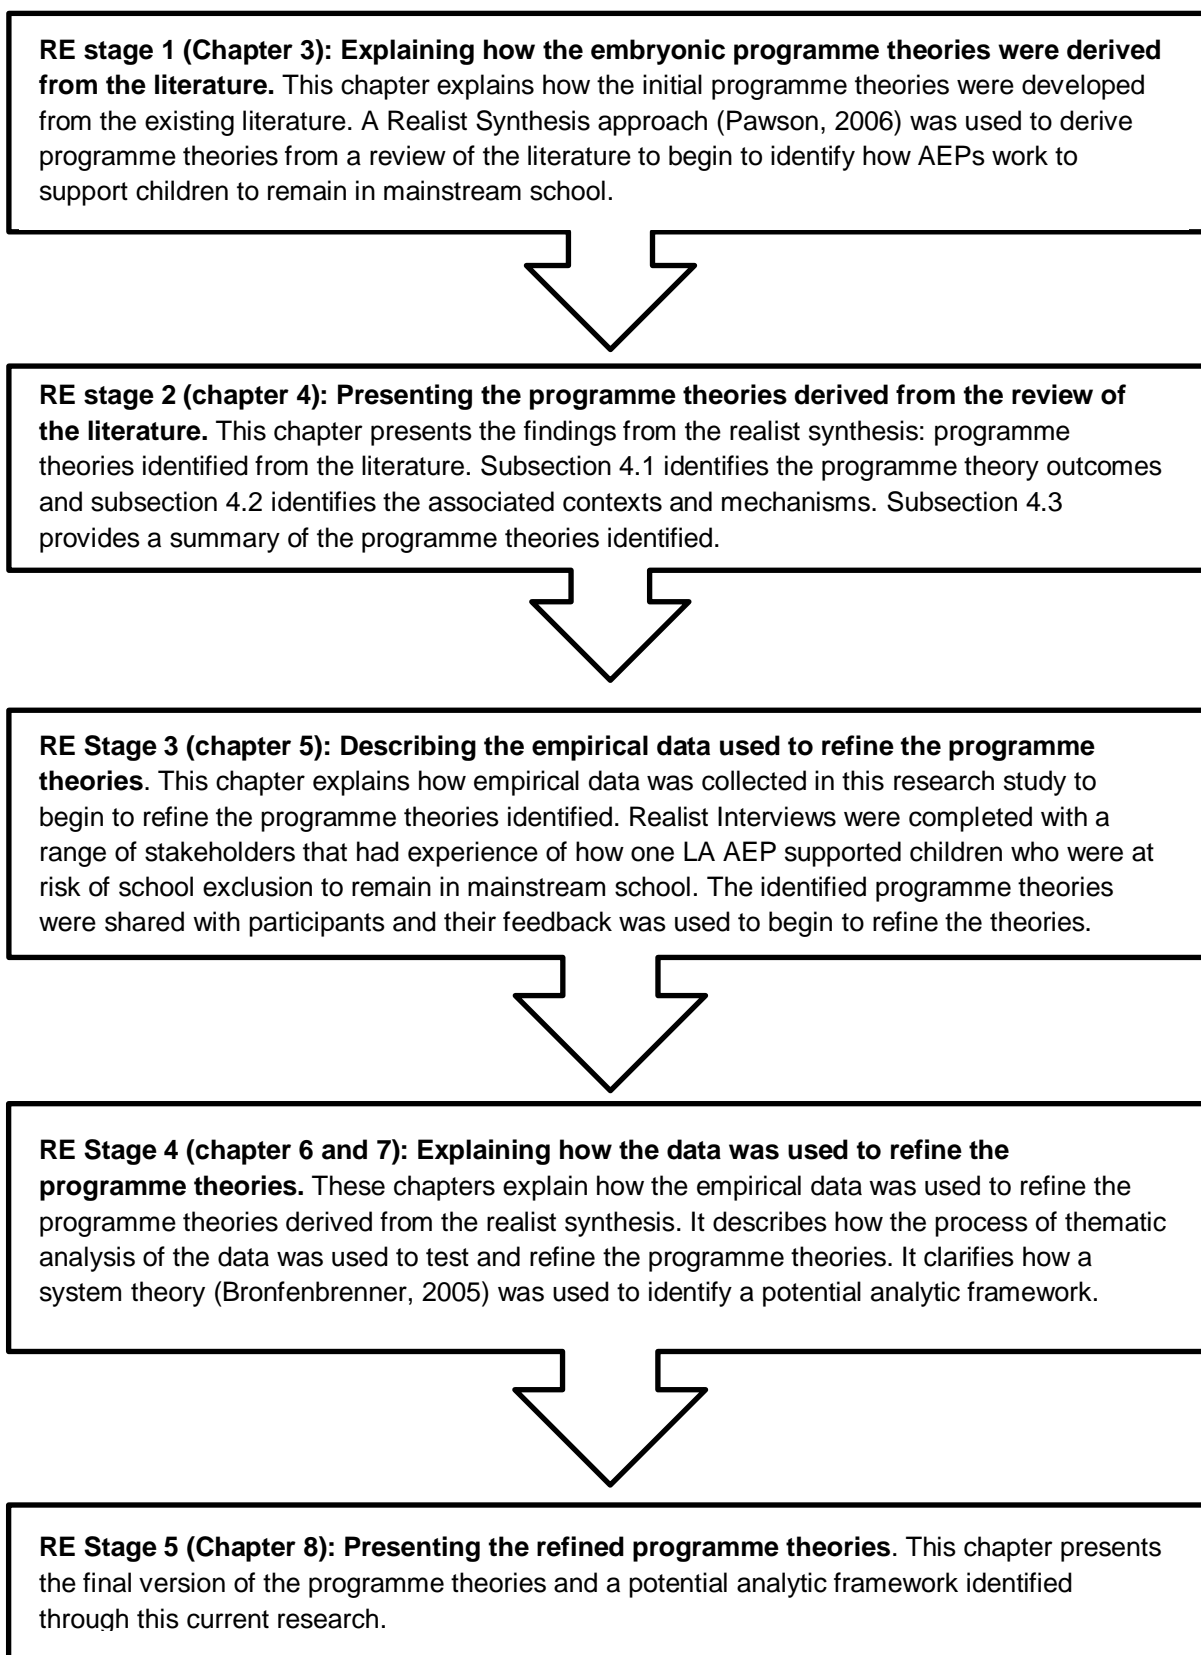 RE stage 1 (Chapter 3): Explaining how the embryonic programme theories were derived
from the literature. This chapter explains how the initial programme theories were developed
from the existing literature. A Realist Synthesis approach (Pawson, 2006) was used to derive
programme theories from a review of the literature to begin to identify how AEPs work to
support children to remain in mainstream school.
RE stage 2 (chapter 4): Presenting the programme theories derived from the review of
the literature. This chapter presents the findings from the realist synthesis: programme
theories identified from the literature. Subsection 4.1 identifies the programme theory outcomes
and subsection 4.2 identifies the associated contexts and mechanisms. Subsection 4.3
provides a summary of the programme theories identified.
RE Stage 3 (chapter 5): Describing the empirical data used to refine the programme
theories. This chapter explains how empirical data was collected in this research study to
begin to refine the programme theories identified. Realist Interviews were completed with a
range of stakeholders that had experience of how one LA AEP supported children who were at
risk of school exclusion to remain in mainstream school. The identified programme theories
were shared with participants and their feedback was used to begin to refine the theories.
RE Stage 4 (chapter 6 and 7): Explaining how the data was used to refine the
programme theories. These chapters explain how the empirical data was used to refine the
programme theories derived from the realist synthesis. It describes how the process of thematic
analysis of the data was used to test and refine the programme theories. It clarifies how a
system theory (Bronfenbrenner, 2005) was used to identify a potential analytic framework.
RE Stage 5 (Chapter 8): Presenting the refined programme theories. This chapter presents
the final version of the programme theories and a potential analytic framework identified
through this current research.